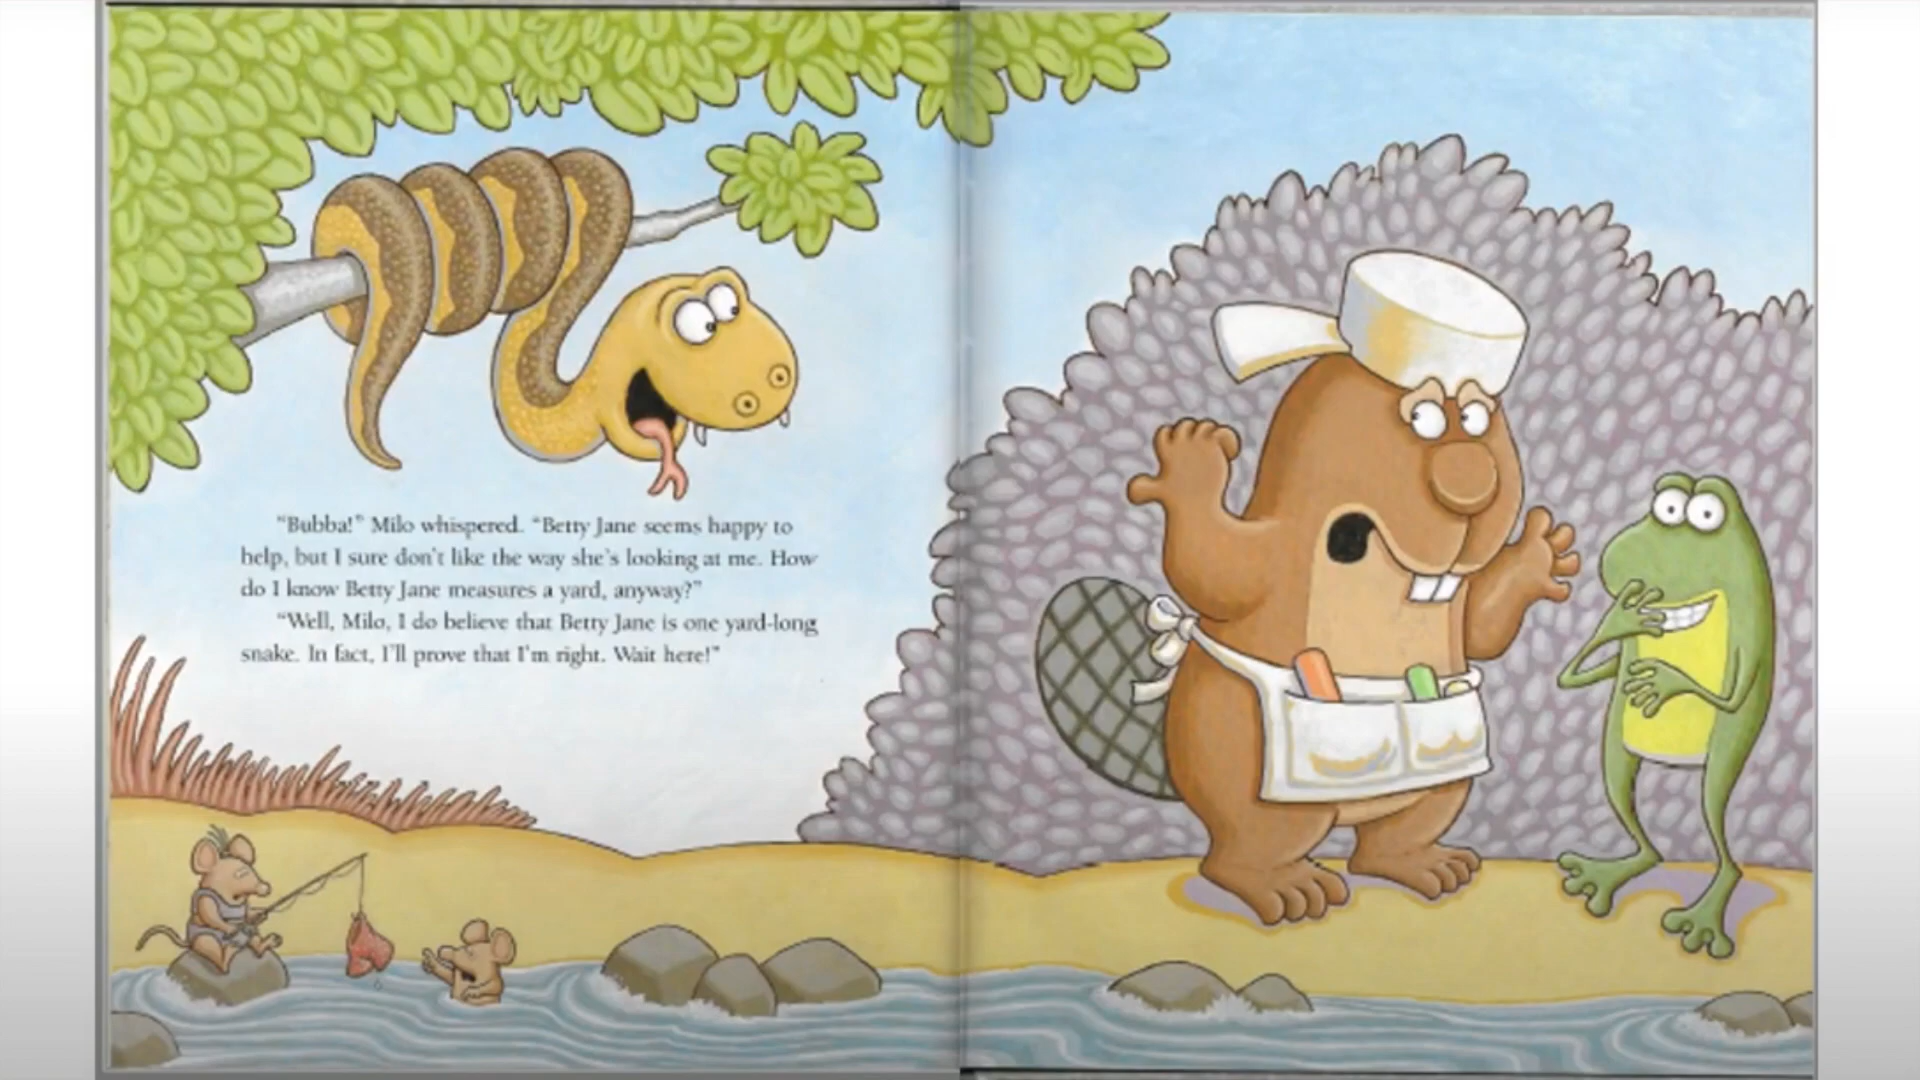 “Bubba!” Milo whispered. “Betty Jane seems happy to
help, but I sure don’t like the way she’s looking at me. How
do I know Betty Jane measures a yard, anyway?”
“Well, Milo, I do believe that Betty Jane is one yard-long
snake. In fact, I’ll prove that I’m right. Wait here!”